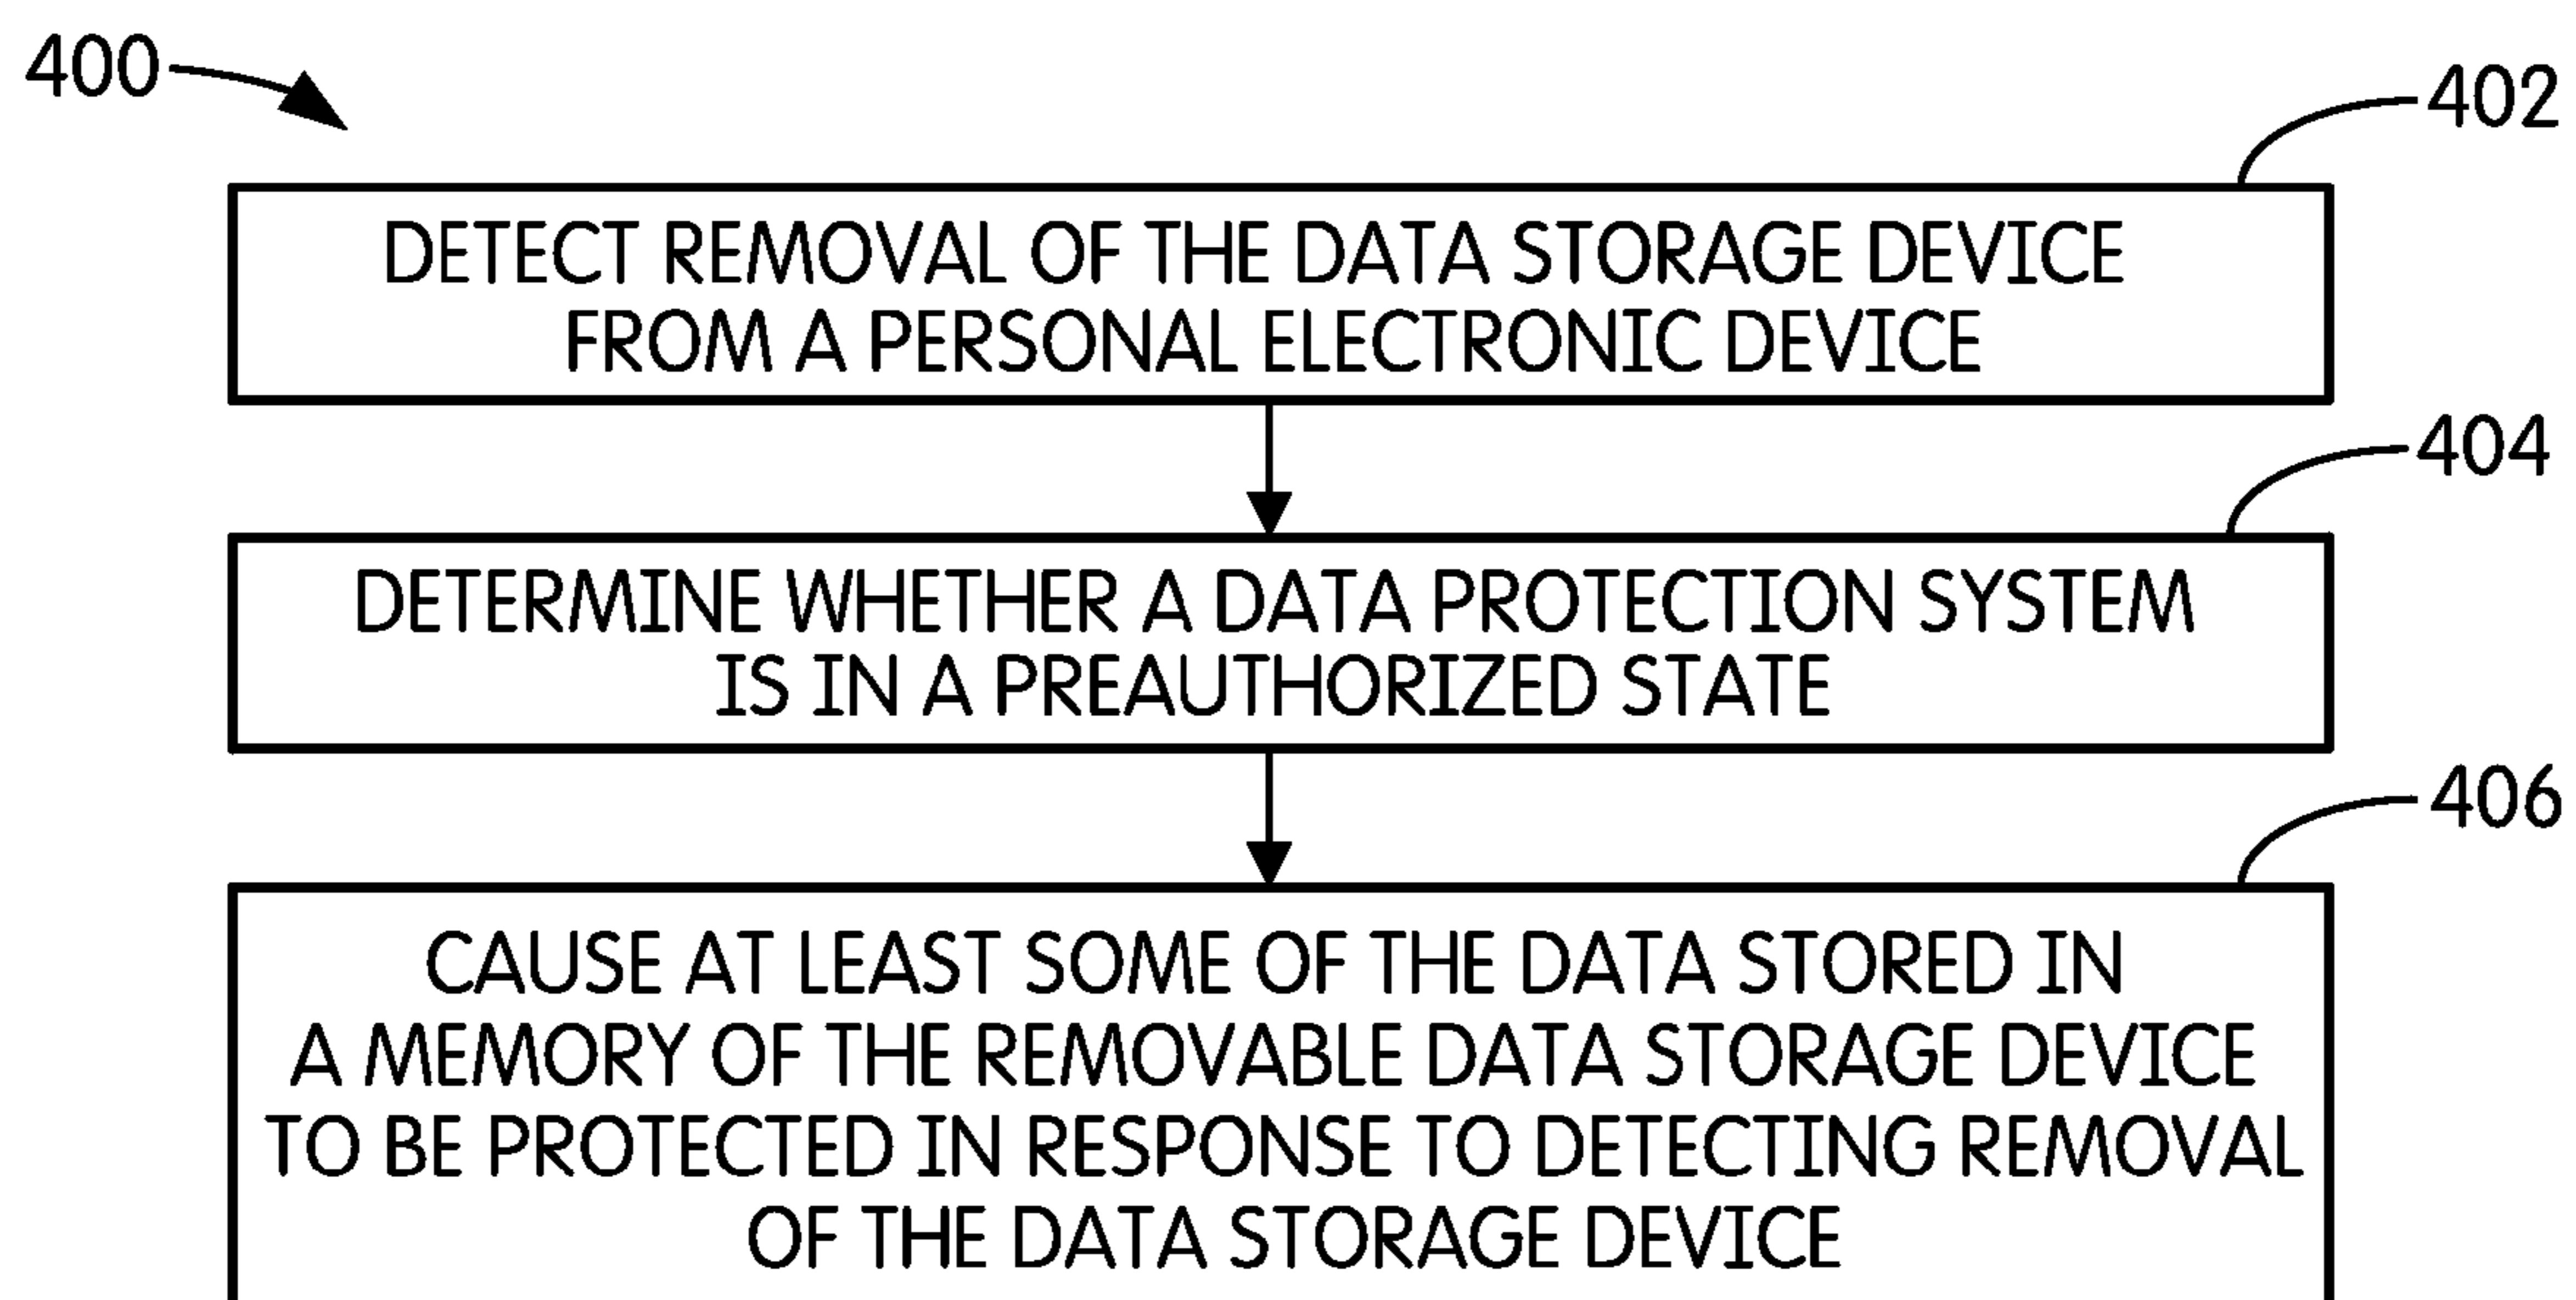 400
402
DETECT REMOVAL OF THE DATA STORAGE DEVICE
FROM A PERSONAL ELECTRONIC DEVICE
404
DETERMINE WHETHER A DATA PROTECTION SYSTEM
IS IN A PREAUTHORIZED STATE
406
CAUSE AT LEAST SOME OF THE DATA STORED IN
A MEMORY OF THE REMOVABLE DATA STORAGE DEVICE
TO BE PROTECTED IN RESPONSE TO DETECTING REMOVAL
OF THE DATA STORAGE DEVICE